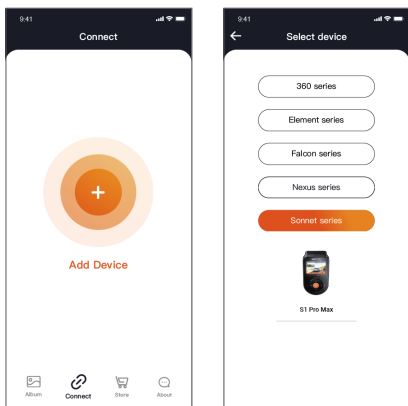 9:41
Connect
+
Add Device
Album
Connect
Store
About
9:41
Select device
360 series
Element series
Falcon series
Nexus series
Sonnet series
S1 Pro Max